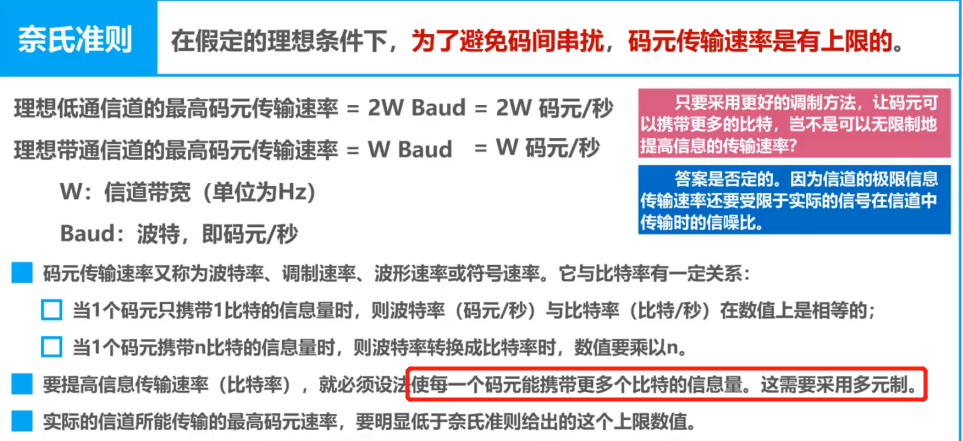 奈氏准则
在假定的理想条件下，为了避免码间串扰，码元传输速率是有上限的。
理想低通信道的最高码元传输速率 = 2W Baud = 2W 码元/秒
理想带通信道的最高码元传输速率 = W Baud = W 码元/秒
W：信道带宽（单位为Hz）
Baud：波特，即码元/秒
只要采用更好的调制方法，让码元可
以携带更多的比特，岂不是可以无限制地
提高信息的传输速率？
答案是否定的。因为信道的极限信息
传输速率还要受限于实际的信号在信道中
传输时的信噪比。
码元传输速率又称为波特率、调制速率、波形速率或符号速率。它与比特率有一定关系：
当1个码元只携带1比特的信息量时，则波特率（码元/秒）与比特率（比特/秒）在数值上是相等的；
当1个码元携带n比特的信息量时，则波特率转换成比特率时，数值要乘以n。
要提高信息传输速率（比特率），就必须设法使每一个码元能携带更多个比特的信息量。这需要采用多元制。
实际的信道所能传输的最高码元速率，要明显低于奈氏准则给出的这个上限数值。